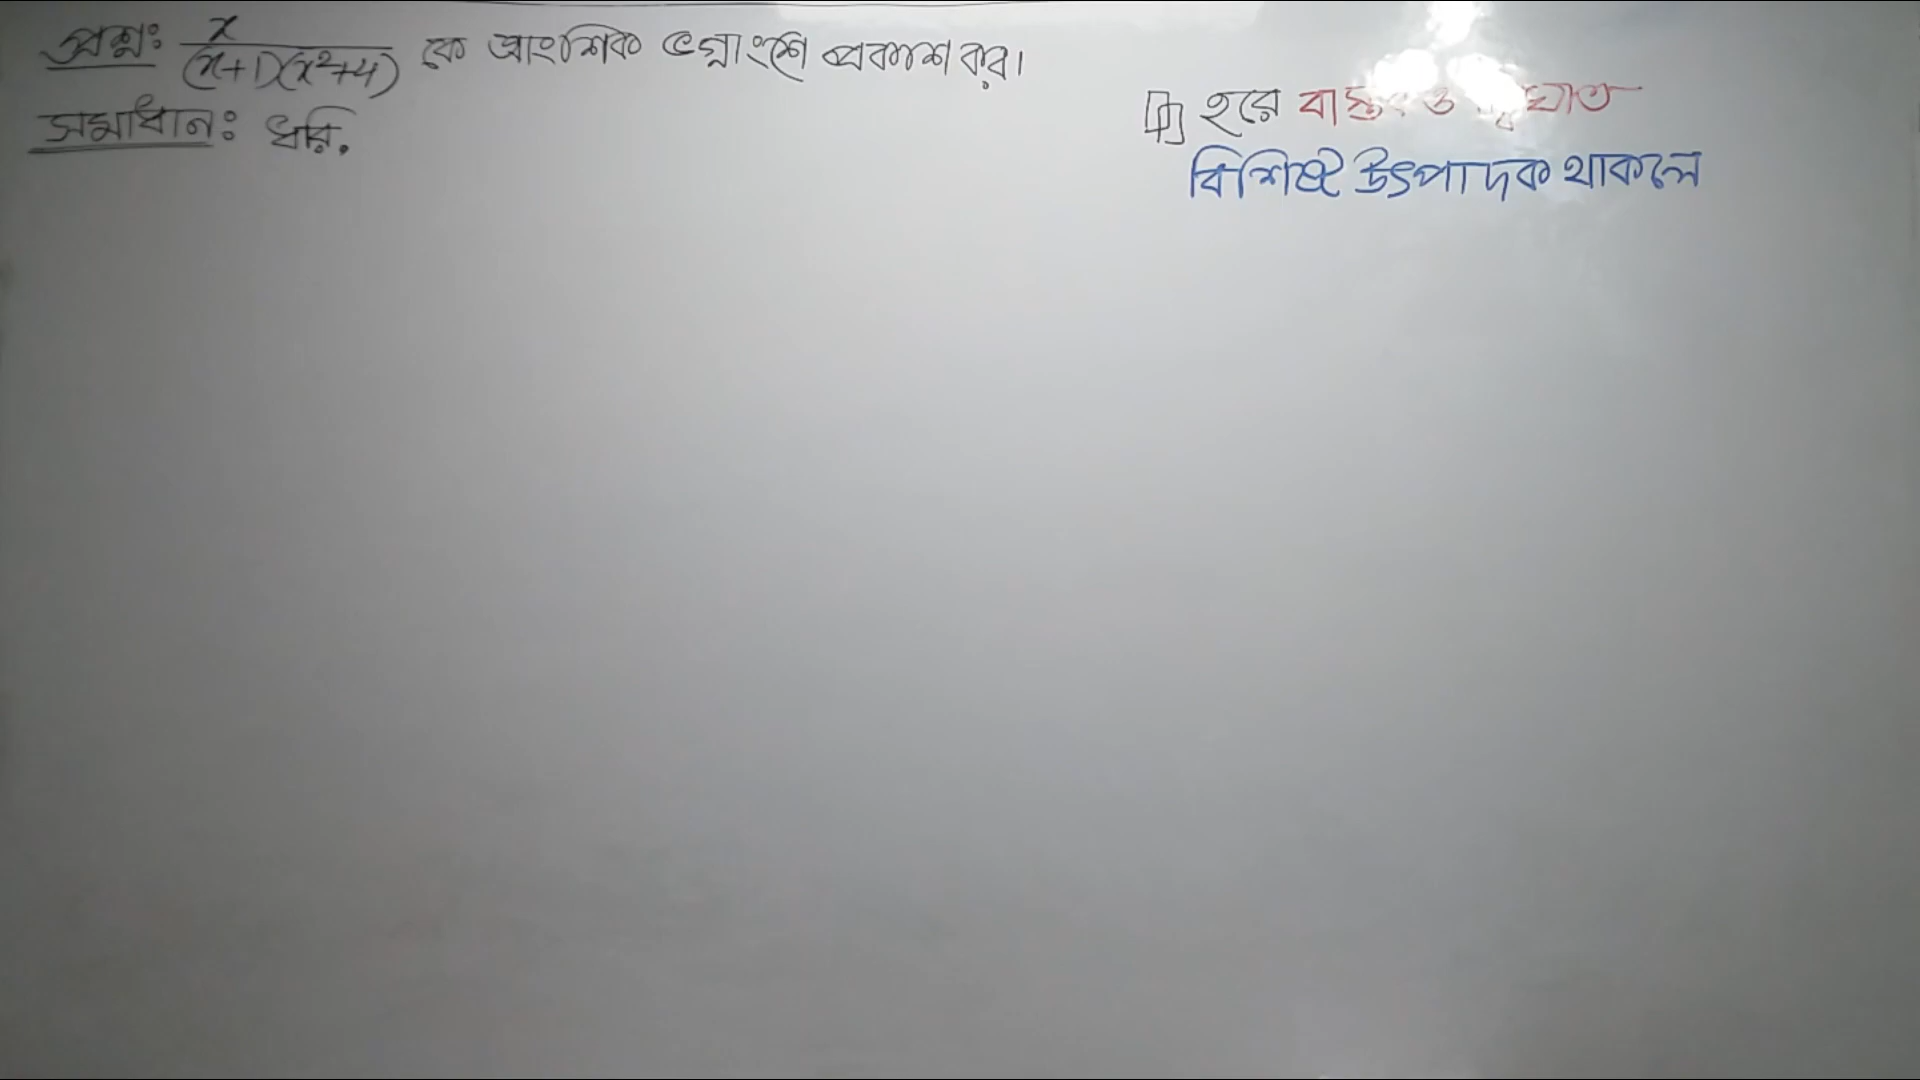 প্রশ্নঃ x/(x+1)(x²+4) কে আংশিক ভগ্নাংশে প্রকাশ কর।
সমাধানঃ ধরি,
হরে বাস্তব ও
বিশিষ্ট উৎপাদক থাকলে